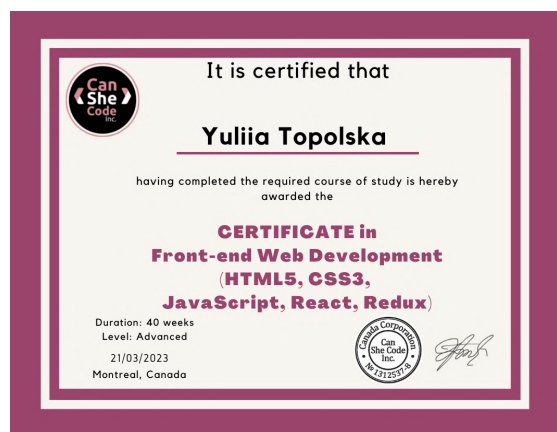 Can
She
Code
Inc.
It is certified that
Yuliia Topolska
having completed the required course of study is hereby
awarded the
CERTIFICATE in
Front-end Web Development
(HTML5, CSS3,
JavaScript, React, Redux)
Duration: 40 weeks
Level: Advanced
21/03/2023
Montreal, Canada
Canada Corporation
Can
She Code
Inc.
№ 1312537-8